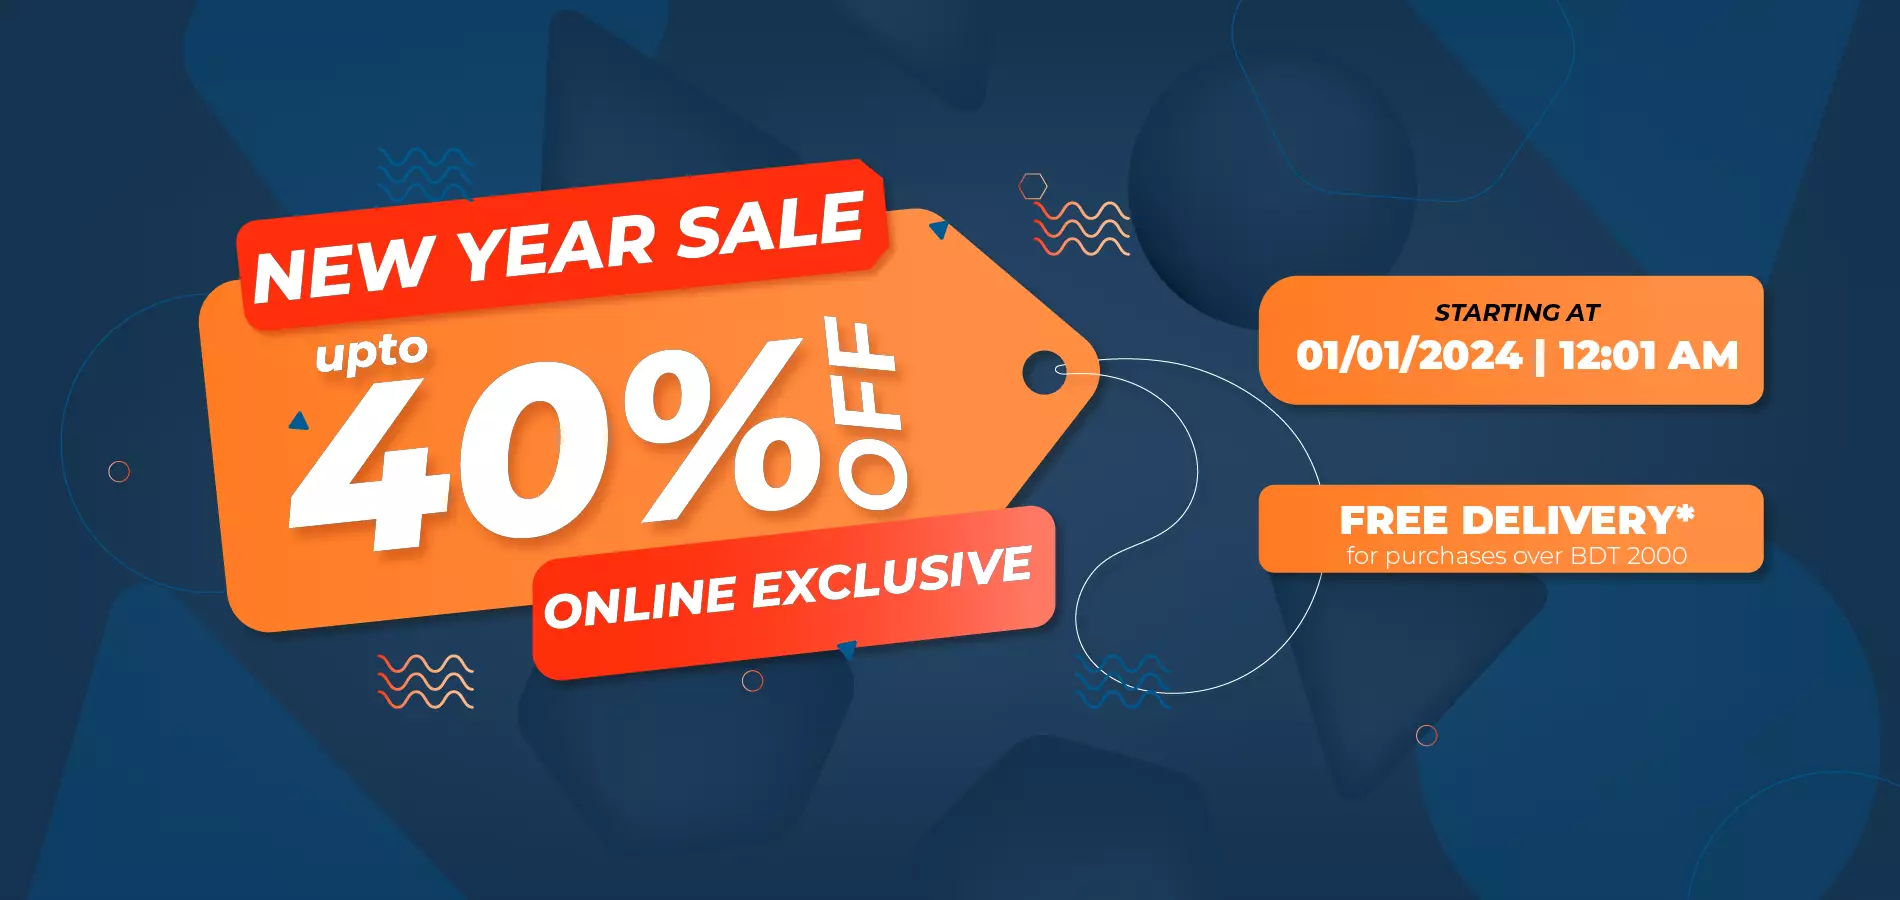 NEW YEAR SALE
upto
40% OFF
ONLINE EXCLUSIVE
STARTING AT
01/01/2024 | 12:01 AM
FREE DELIVERY*
for purchases over BDT 2000